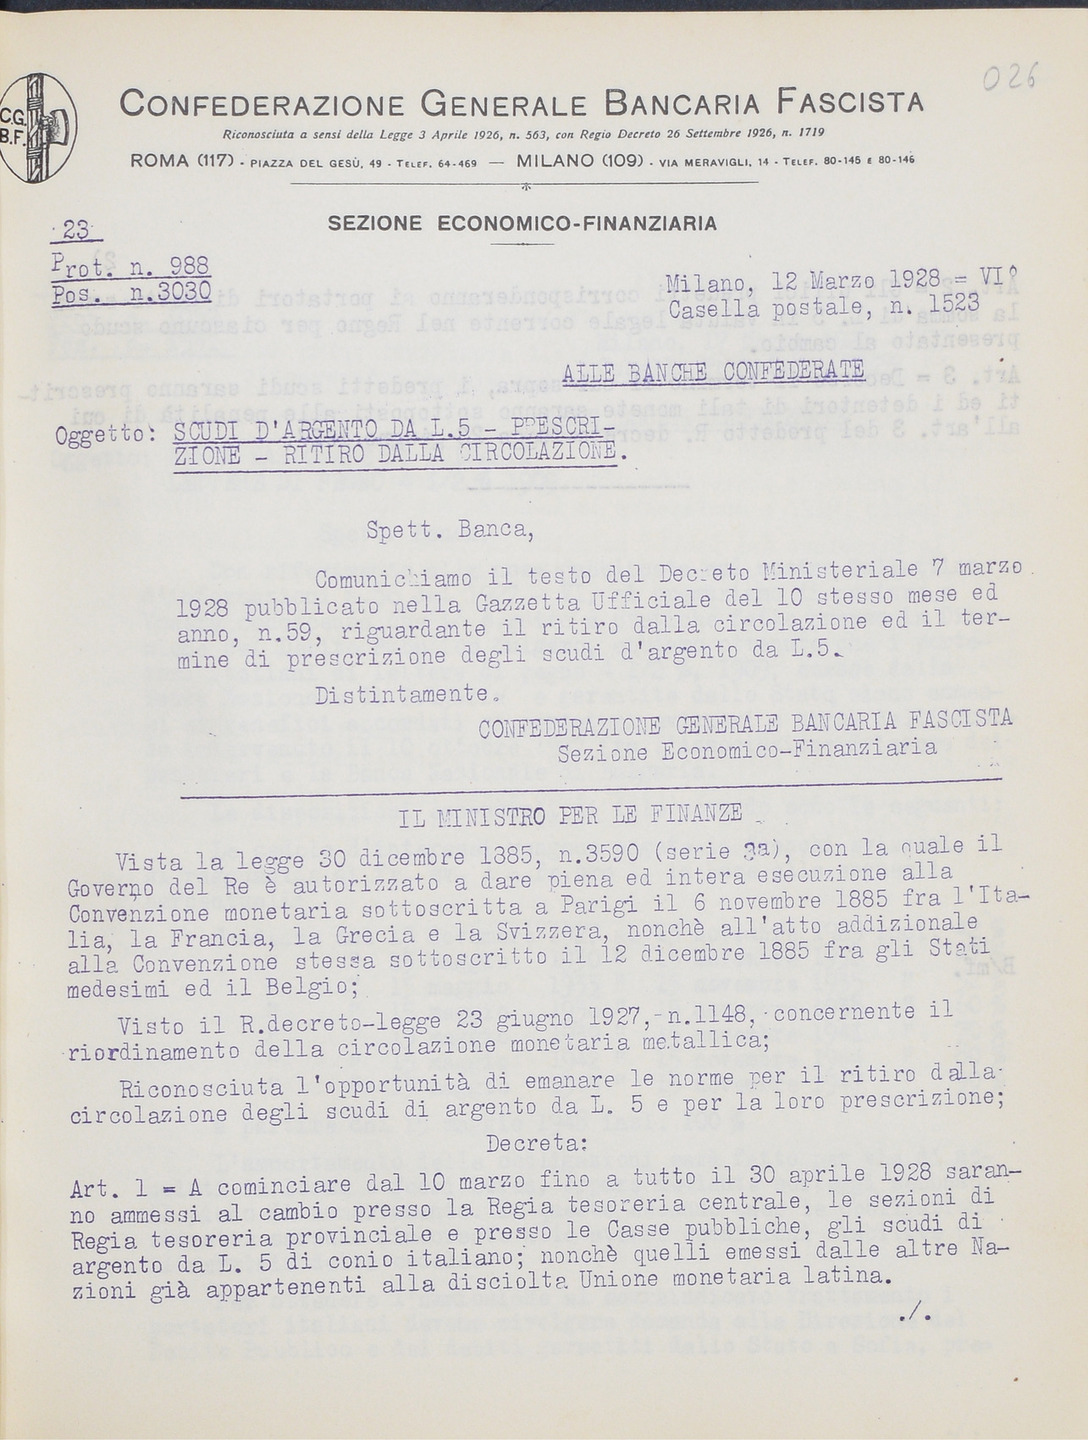 026
C.G.
B.F.
CONFEDERAZIONE GENERALE BANCARIA FASCISTA
Riconosciuta a sensi della Legge 3 Aprile 1926, n. 563, con Regio Decreto 26 Settembre 1926, n. 1719
ROMA (117) - PIAZZA DEL GESÙ, 49 - TELEF. 64-469 — MILANO (109) - VIA MERAVIGLI, 14 - TELEF. 80-145 E 80-146
SEZIONE ECONOMICO-FINANZIARIA
23
Prot. n. 988
Pos. n.3030
Milano, 12 Marzo 1928 = VI°
Casella postale, n. 1523
ALLE BANCHE CONFEDERATE
Oggetto: SCUDI D'ARGENTO DA L.5 - PRESCRI-
ZIONE - RITIRO DALLA CIRCOLAZIONE.
Spett. Banca,
Comunichiamo il testo del Decreto Ministeriale 7 marzo
1928 pubblicato nella Gazzetta Ufficiale del 10 stesso mese ed
anno, n.59, riguardante il ritiro dalla circolazione ed il ter-
mine di prescrizione degli scudi d'argento da L.5.
Distintamente.
CONFEDERAZIONE GENERALE BANCARIA FASCISTA
Sezione Economico-Finanziaria
IL MINISTRO PER LE FINANZE
Vista la legge 30 dicembre 1885, n.3590 (serie 3a), con la quale il
Governo del Re è autorizzato a dare piena ed intera esecuzione alla
Convenzione monetaria sottoscritta a Parigi il 6 novembre 1885 fra l'Ita-
lia, la Francia, la Grecia e la Svizzera, nonchè all'atto addizionale
alla Convenzione stessa sottoscritto il 12 dicembre 1885 fra gli Stati
medesimi ed il Belgio;
Visto il R.decreto-legge 23 giugno 1927,-n.1148, concernente il
riordinamento della circolazione monetaria metallica;
Riconosciuta l'opportunità di emanare le norme per il ritiro dalla
circolazione degli scudi di argento da L. 5 e per la loro prescrizione;
Decreta:
Art. 1 = A cominciare dal 10 marzo fino a tutto il 30 aprile 1928 saran-
no ammessi al cambio presso la Regia tesoreria centrale, le sezioni di
Regia tesoreria provinciale e presso le Casse pubbliche, gli scudi di
argento da L. 5 di conio italiano; nonchè quelli emessi dalle altre Na-
zioni già appartenenti alla disciolta Unione monetaria latina.
./.